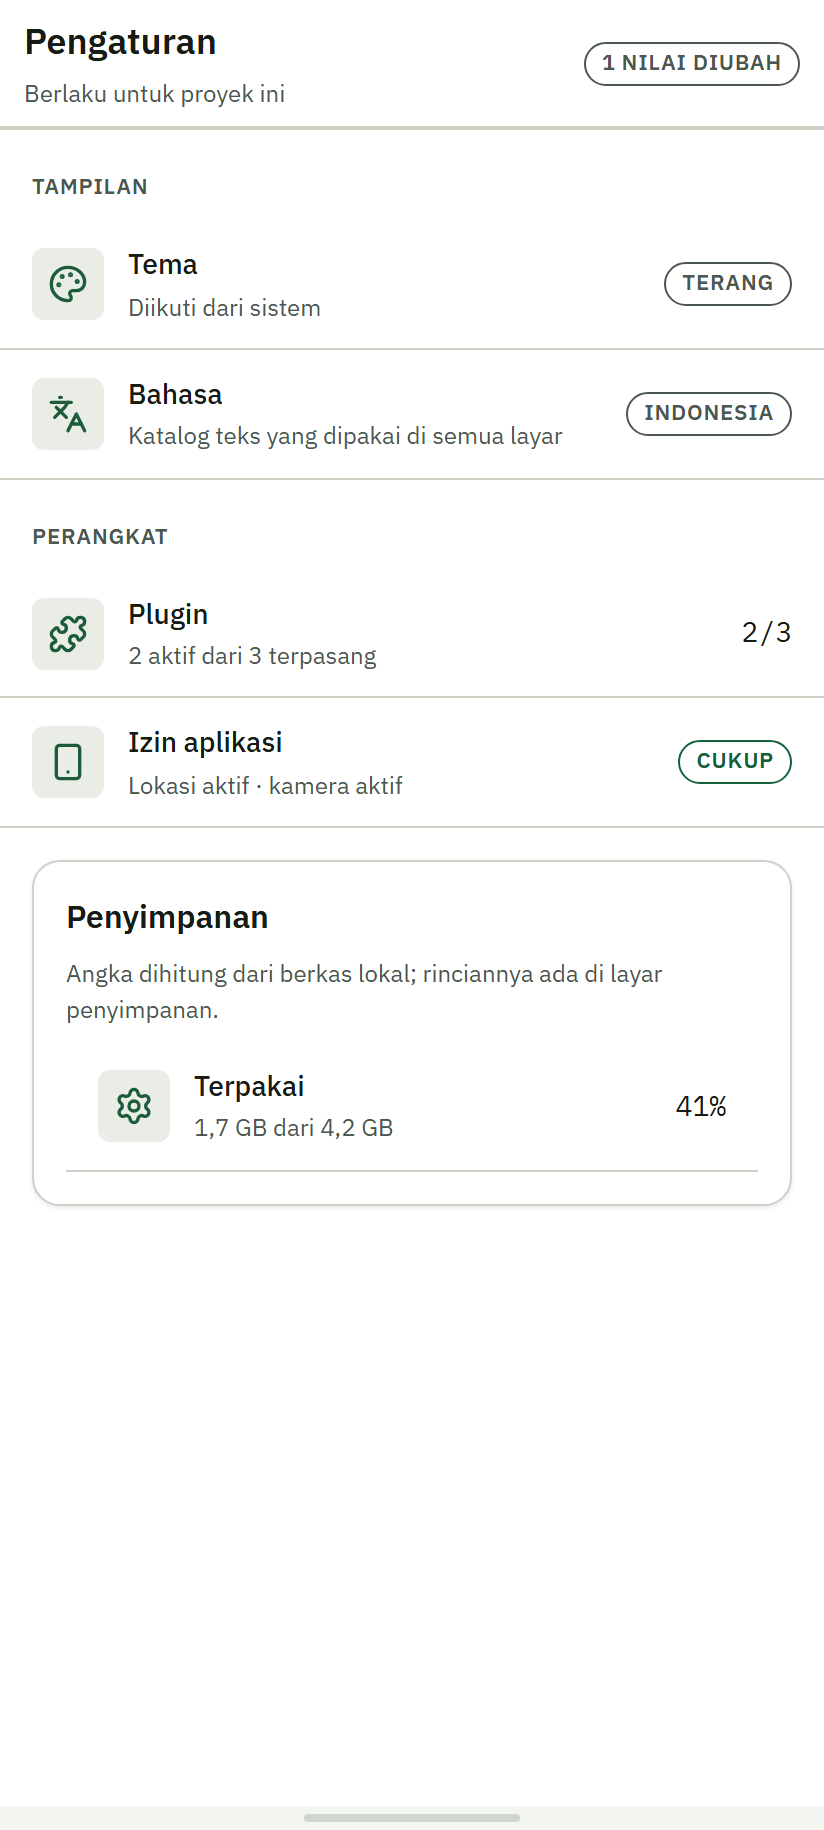 Pengaturan
1 NILAI DIUBAH
Berlaku untuk proyek ini
TAMPILAN
Tema
Diikuti dari sistem
TERANG
Bahasa
Katalog teks yang dipakai di semua layar
INDONESIA
PERANGKAT
Plugin
2 aktif dari 3 terpasang
2/3
Izin aplikasi
Lokasi aktif · kamera aktif
CUKUP
Penyimpanan
Angka dihitung dari berkas lokal; rinciannya ada di layar
penyimpanan.
Terpakai
1,7 GB dari 4,2 GB
41%